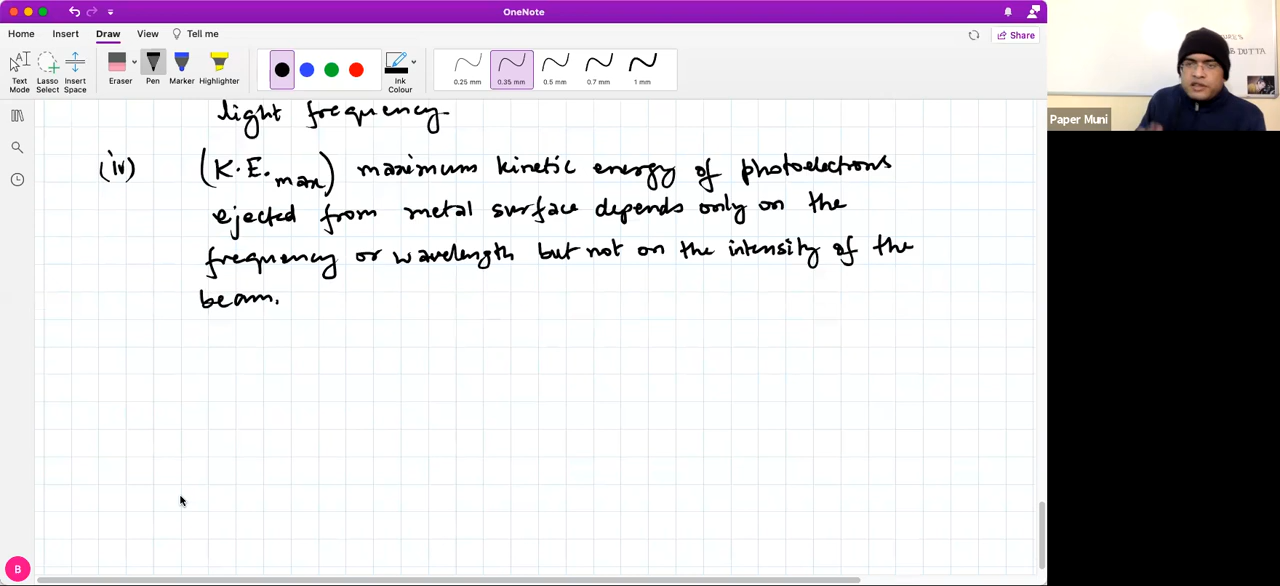 OneNote
Home Insert Draw View Tell me
Share
Text Mode
Lasso Select
Insert Space
Eraser
Pen
Marker
Highlighter
Ink Colour
0.25 mm
0.35 mm
0.5 mm
0.7 mm
1 mm
DUTTA
Paper Muni
light frequency
(iv) (K.E. max) maximum kinetic energy of photoelectrons
ejected from metal surface depends only on the
frequency or wavelength but not on the intensity of the
beam.
B